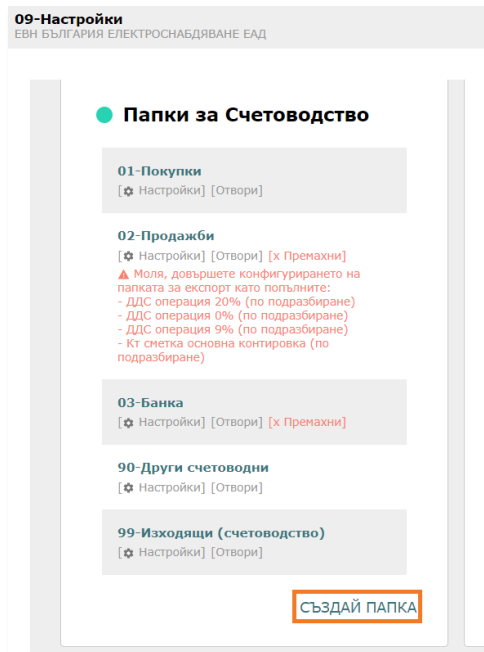 09-Настройки
ЕВН БЪЛГАРИЯ ЕЛЕКТРОСНАБДЯВАНЕ ЕАД
Папки за Счетоводство
01-Покупки
[ Настройки] [Отвори]
02-Продажби
[ Настройки] [Отвори] [x Премахни]
Моля, довършете конфигурирането на
папката за експорт като попълните:
- ДДС операция 20% (по подразбиране)
- ДДС операция 0% (по подразбиране)
- ДДС операция 9% (по подразбиране)
- Кт сметка основна контировка (по
подразбиране)
03-Банка
[ Настройки] [Отвори] [x Премахни]
90-Други счетоводни
[ Настройки] [Отвори]
99-Изходящи (счетоводство)
[ Настройки] [Отвори]
СЪЗДАЙ ПАПКА